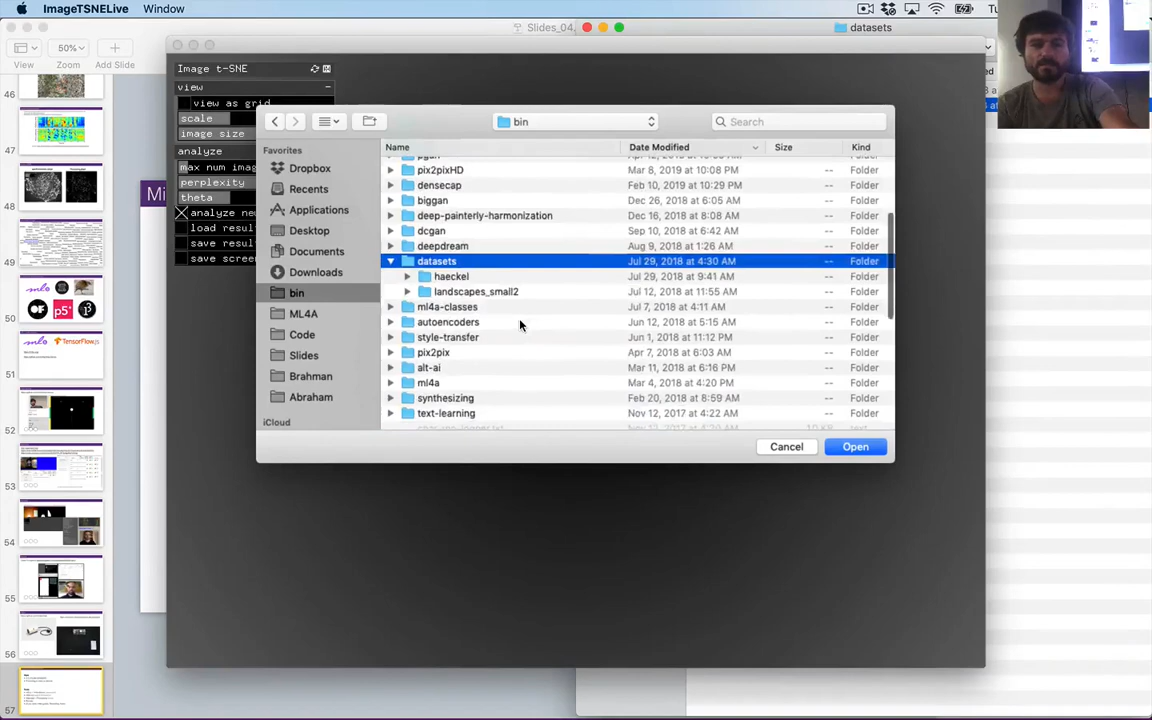 ImageTSNELive Window
Slides_04.
datasets
50%
View Zoom Add Slide
Image t-SNE
view
view as grid
scale
image size
analyze
max num imag
perplexity
theta
analyze new
load resul
save resul
save scree
bin
Search
Name Date Modified Size Kind
Favorites
Dropbox
Recents
Applications
Desktop
Documents
Downloads
bin
ML4A
Code
Slides
Brahman
Abraham
iCloud
pix2pixHD Mar 8, 2019 at 10:08 PM -- Folder
densecap Feb 10, 2019 at 10:29 PM -- Folder
biggan Dec 26, 2018 at 6:05 AM -- Folder
deep-painterly-harmonization Dec 16, 2018 at 8:08 AM -- Folder
dcgan Sep 10, 2018 at 6:42 AM -- Folder
deepdream Aug 9, 2018 at 1:26 AM -- Folder
datasets Jul 29, 2018 at 4:30 AM -- Folder
haeckel Jul 29, 2018 at 9:41 AM -- Folder
landscapes_small2 Jul 12, 2018 at 11:55 AM -- Folder
ml4a-classes Jul 7, 2018 at 4:11 AM -- Folder
autoencoders Jun 12, 2018 at 5:15 AM -- Folder
style-transfer Jun 1, 2018 at 11:12 PM -- Folder
pix2pix Apr 7, 2018 at 6:03 AM -- Folder
alt-ai Mar 11, 2018 at 6:16 PM -- Folder
ml4a Mar 4, 2018 at 4:20 PM -- Folder
synthesizing Feb 20, 2018 at 8:59 AM -- Folder
text-learning Nov 12, 2017 at 4:22 AM -- Folder
Cancel Open
Mi
46
47
48
49
50
51
52
53
54
55
56
57
TensorFlow.js